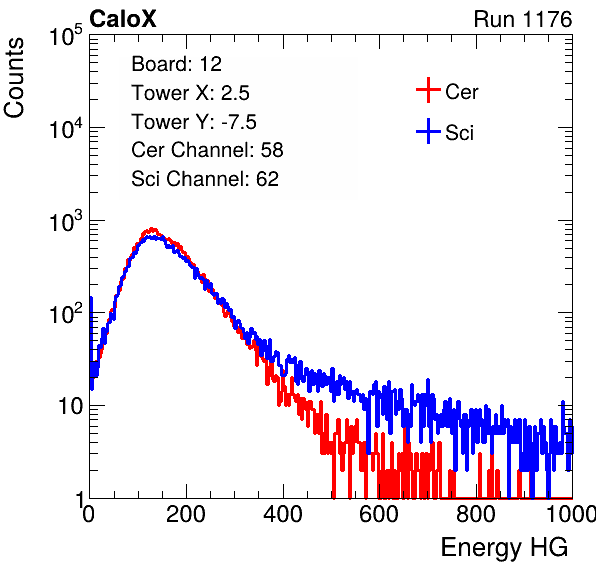 CaloX Run 1176
Counts
10^5
10^4
10^3
10^2
10
1
Board: 12
Tower X: 2.5
Tower Y: -7.5
Cer Channel: 58
Sci Channel: 62
Cer
Sci
0 200 400 600 800 1000
Energy HG